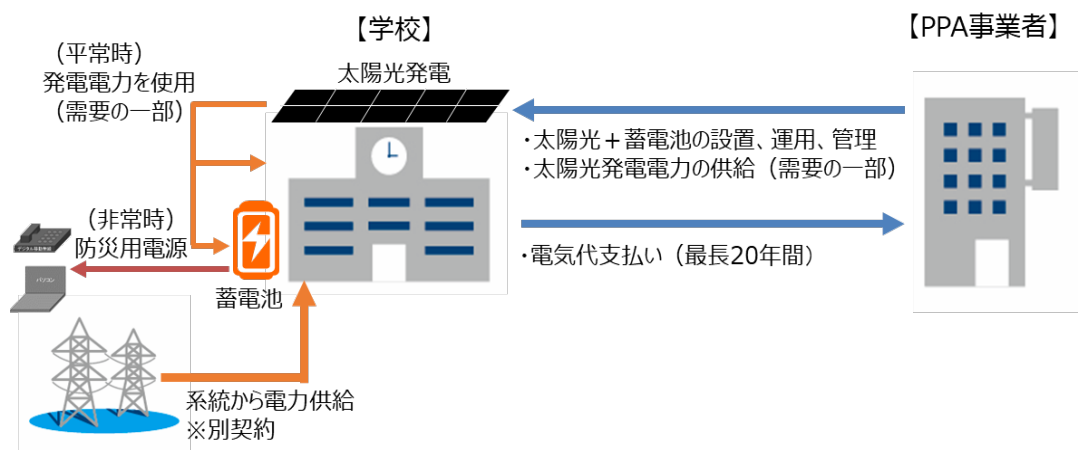 【学校】
【PPA事業者】
（平常時）
発電電力を使用
（需要の一部）
太陽光発電
・太陽光＋蓄電池の設置、運用、管理
・太陽光発電電力の供給（需要の一部）
（非常時）
防災用電源
・電気代支払い（最長20年間）
パソコン
蓄電池
系統から電力供給
※別契約